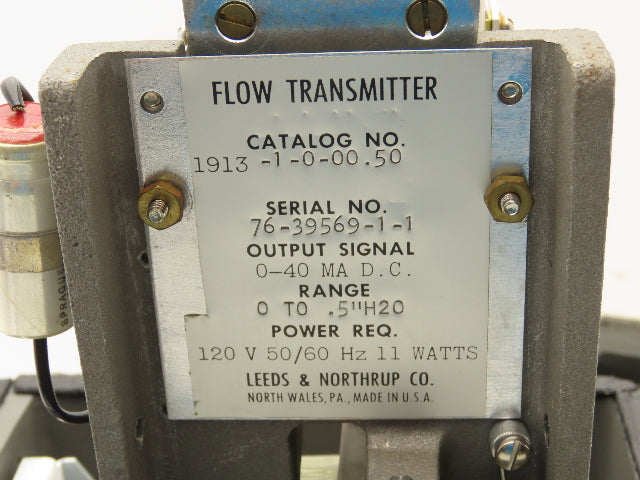 FLOW TRANSMITTER
CATALOG NO.
1913 -1-0-00.50
SERIAL NO.
76-39569-1-1
OUTPUT SIGNAL
0-40 MA D.C.
RANGE
0 TO .5"H20
POWER REQ.
120 V 50/60 Hz 11 WATTS
LEEDS & NORTHRUP CO.
NORTH WALES, PA., MADE IN U.S.A.
SPRAGUE